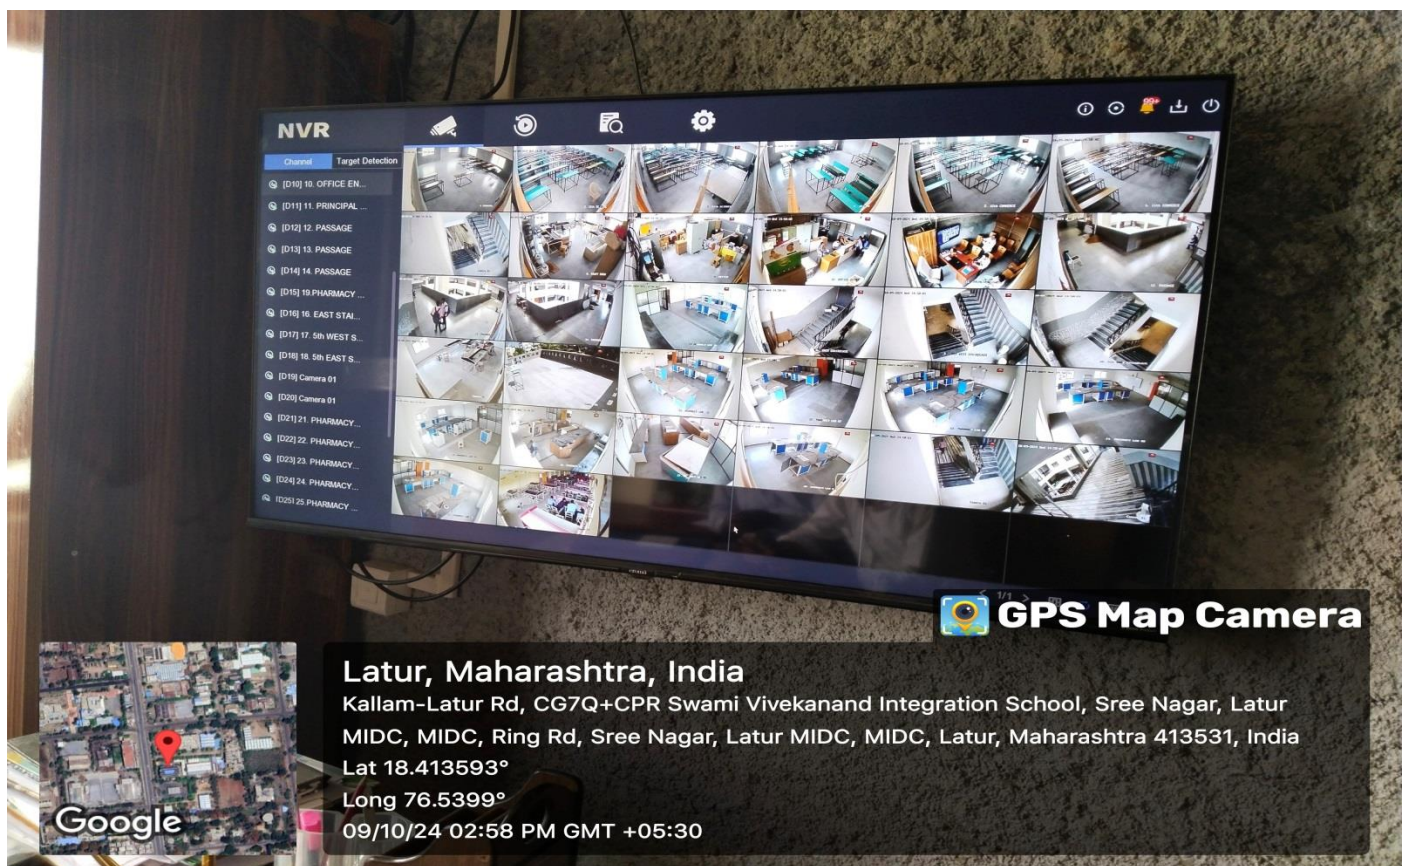 NVR
99+
Channel Target Detection
[D10] 10. OFFICE EN...
[D11] 11. PRINCIPAL ...
[D12] 12. PASSAGE
[D13] 13. PASSAGE
[D14] 14. PASSAGE
[D15] 19.PHARMACY ...
[D16] 16. EAST STAI...
[D17] 17. 5th WEST S...
[D18] 18. 5th EAST S...
[D19] Camera 01
[D20] Camera 01
[D21] 21. PHARMACY...
[D22] 22. PHARMACY...
[D23] 23. PHARMACY...
[D24] 24. PHARMACY...
[D25] 25.PHARMACY ...
< 1/1 >
GPS Map Camera
Latur, Maharashtra, India
Kallam-Latur Rd, CG7Q+CPR Swami Vivekanand Integration School, Sree Nagar, Latur
MIDC, MIDC, Ring Rd, Sree Nagar, Latur MIDC, MIDC, Latur, Maharashtra 413531, India
Lat 18.413593°
Long 76.5399°
09/10/24 02:58 PM GMT +05:30
Google